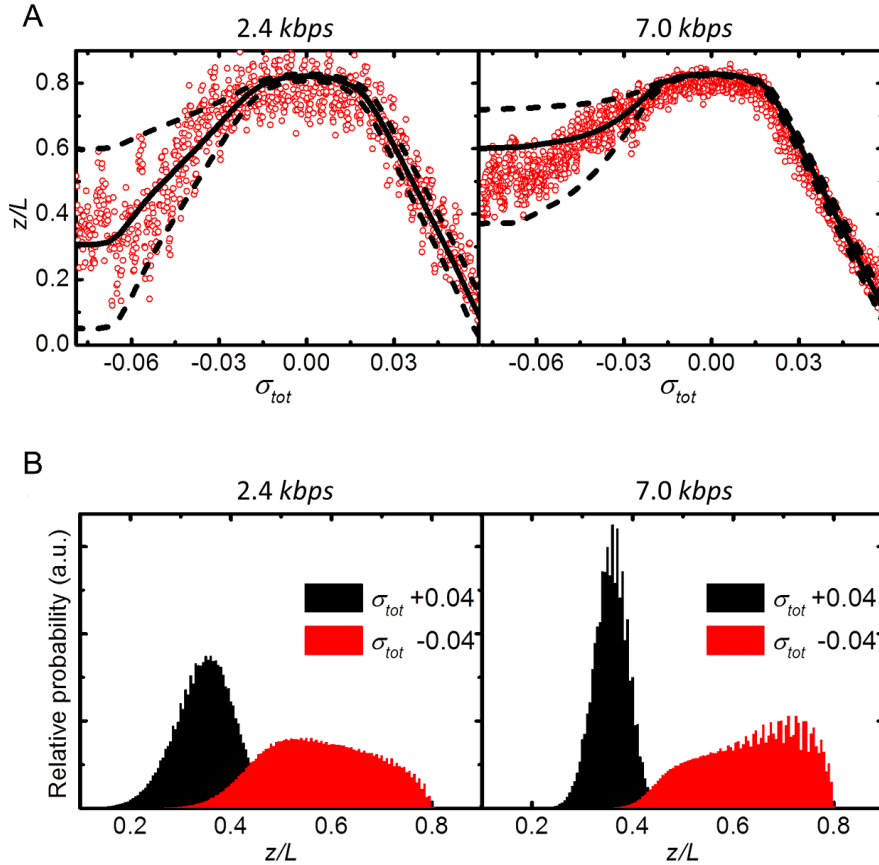 A
2.4 kbps 7.0 kbps
0.8
0.6
0.4
0.2
0.0
z/L
-0.06 -0.03 0.00 0.03 -0.06 -0.03 0.00 0.03
σtot σtot
B
2.4 kbps 7.0 kbps
Relative probability (a.u.)
σtot +0.04 σtot +0.04
σtot -0.04 σtot -0.04
0.2 0.4 0.6 0.8 0.2 0.4 0.6 0.8
z/L z/L